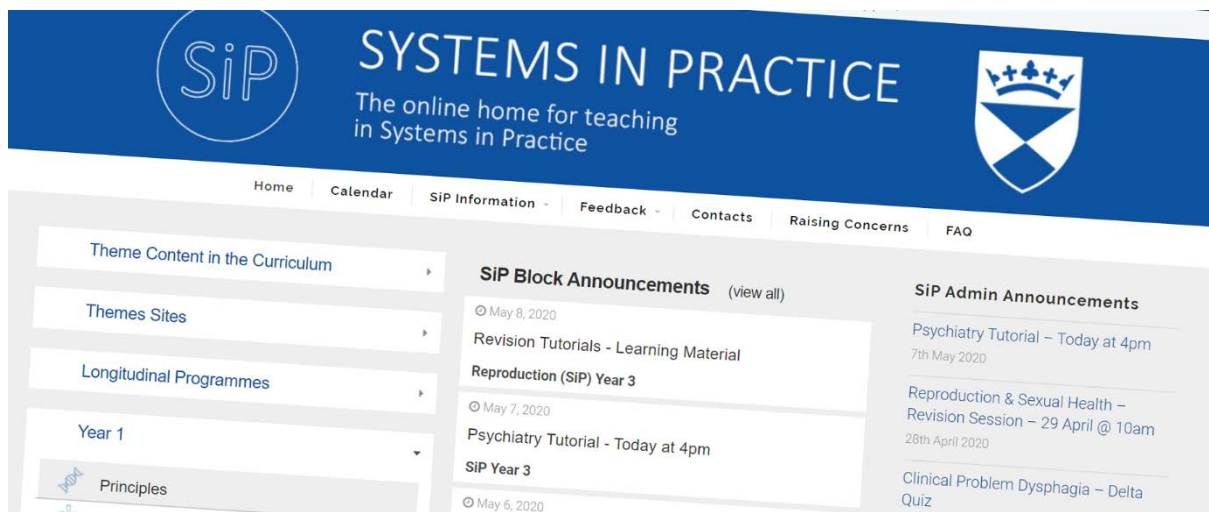 SiP
SYSTEMS IN PRACTICE
The online home for teaching
in Systems in Practice
Home
Calendar
SiP Information
Feedback
Contacts
Raising Concerns
FAQ
Theme Content in the Curriculum
Themes Sites
Longitudinal Programmes
Year 1
Principles
SiP Block Announcements (view all)
May 8, 2020
Revision Tutorials - Learning Material
Reproduction (SiP) Year 3
May 7, 2020
Psychiatry Tutorial - Today at 4pm
SiP Year 3
May 6, 2020
SiP Admin Announcements
Psychiatry Tutorial – Today at 4pm
7th May 2020
Reproduction & Sexual Health –
Revision Session – 29 April @ 10am
28th April 2020
Clinical Problem Dysphagia – Delta
Quiz